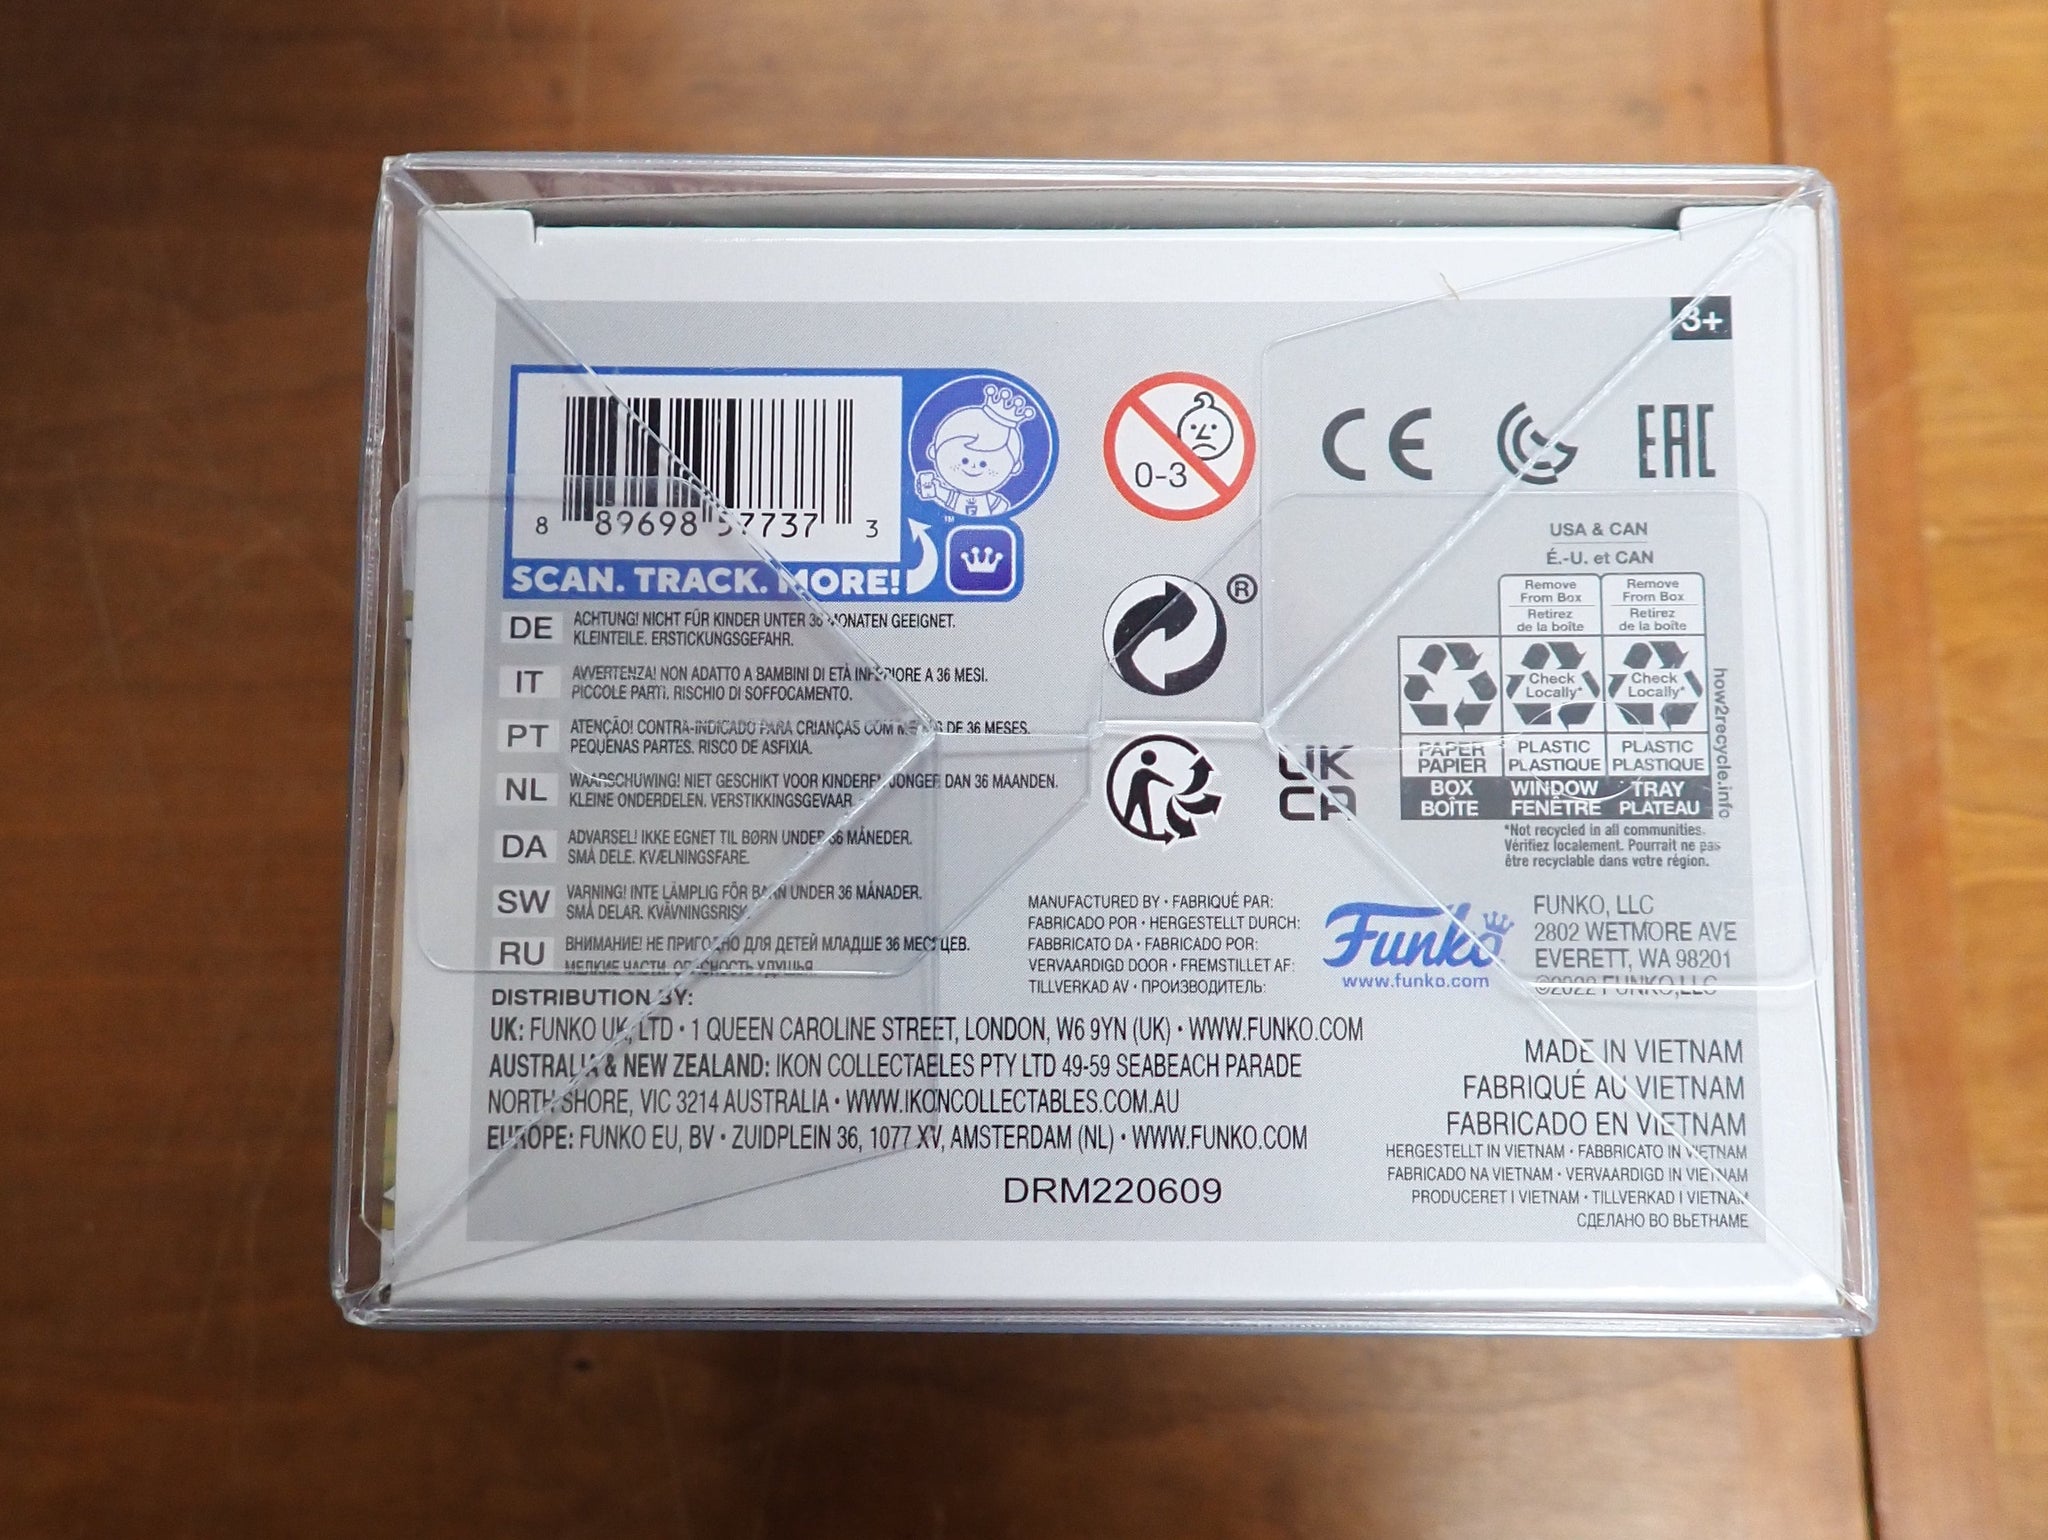 3+
8 89698 57737 3
SCAN. TRACK. MORE!
™
0-3
CE
EAC
®
USA & CAN
É.-U. et CAN
Remove From Box
Retirez de la boîte
Remove From Box
Retirez de la boîte
Check Locally*
Check Locally*
PAPER PAPIER
PLASTIC PLASTIQUE
PLASTIC PLASTIQUE
BOX BOÎTE
WINDOW FENÊTRE
TRAY PLATEAU
how2recycle.info
*Not recycled in all communities.
Vérifiez localement. Pourrait ne pas
être recyclable dans votre région.
UK
CA
DE ACHTUNG! NICHT FÜR KINDER UNTER 36 MONATEN GEEIGNET.
KLEINTEILE. ERSTICKUNGSGEFAHR.
IT AVVERTENZA! NON ADATTO A BAMBINI DI ETÀ INFERIORE A 36 MESI.
PICCOLE PARTI. RISCHIO DI SOFFOCAMENTO.
PT ATENÇÃO! CONTRA-INDICADO PARA CRIANÇAS COM MENOS DE 36 MESES.
PEQUENAS PARTES. RISCO DE ASFIXIA.
NL WAARSCHUWING! NIET GESCHIKT VOOR KINDEREN JONGER DAN 36 MAANDEN.
KLEINE ONDERDELEN. VERSTIKKINGSGEVAAR
DA ADVARSEL! IKKE EGNET TIL BØRN UNDER 36 MÅNEDER.
SMÅ DELE. KVÆLNINGSFARE.
SW VARNING! INTE LÄMPLIG FÖR BARN UNDER 36 MÅNADER.
SMÅ DELAR. KVÄVNINGSRISK
RU ВНИМАНИЕ! НЕ ПРИГОДНО ДЛЯ ДЕТЕЙ МЛАДШЕ 36 МЕСЯЦЕВ.
МЕЛКИЕ ЧАСТИ. ОПАСНОСТЬ УДУШЬЯ.
MANUFACTURED BY • FABRIQUÉ PAR:
FABRICADO POR • HERGESTELLT DURCH:
FABBRICATO DA • FABRICADO POR:
VERVAARDIGD DOOR • FREMSTILLET AF:
TILLVERKAD AV • ПРОИЗВОДИТЕЛЬ:
Funko
www.funko.com
FUNKO, LLC
2802 WETMORE AVE
EVERETT, WA 98201
©2022 FUNKO, LLC
DISTRIBUTION BY:
UK: FUNKO UK, LTD • 1 QUEEN CAROLINE STREET, LONDON, W6 9YN (UK) • WWW.FUNKO.COM
AUSTRALIA & NEW ZEALAND: IKON COLLECTAELES PTY LTD 49-59 SEABEACH PARADE
NORTH SHORE, VIC 3214 AUSTRALIA • WWW.IKONCOLLECTABLES.COM.AU
EUROPE: FUNKO EU, BV • ZUIDPLEIN 36, 1077 XV, AMSTERDAM (NL) • WWW.FUNKO.COM
DRM220609
MADE IN VIETNAM
FABRIQUÉ AU VIETNAM
FABRICADO EN VIETNAM
HERGESTELLT IN VIETNAM • FABBRICATO IN VIETNAM
FABRICADO NA VIETNAM • VERVAARDIGD IN VIETNAM
PRODUCERET I VIETNAM • TILLVERKAD I VIETNAM
СДЕЛАНО ВО ВЬЕТНАМЕ